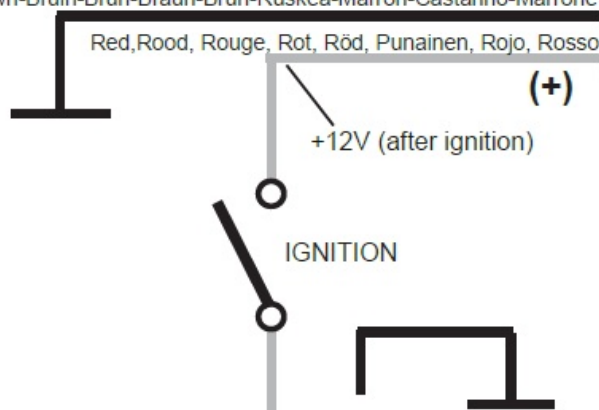 Bruin-Brun-Braun-Brun-Ruskea-Marron-Castanho-Marrone
Red,Rood, Rouge, Rot, Röd, Punainen, Rojo, Rosso
(+)
+12V (after ignition)
IGNITION